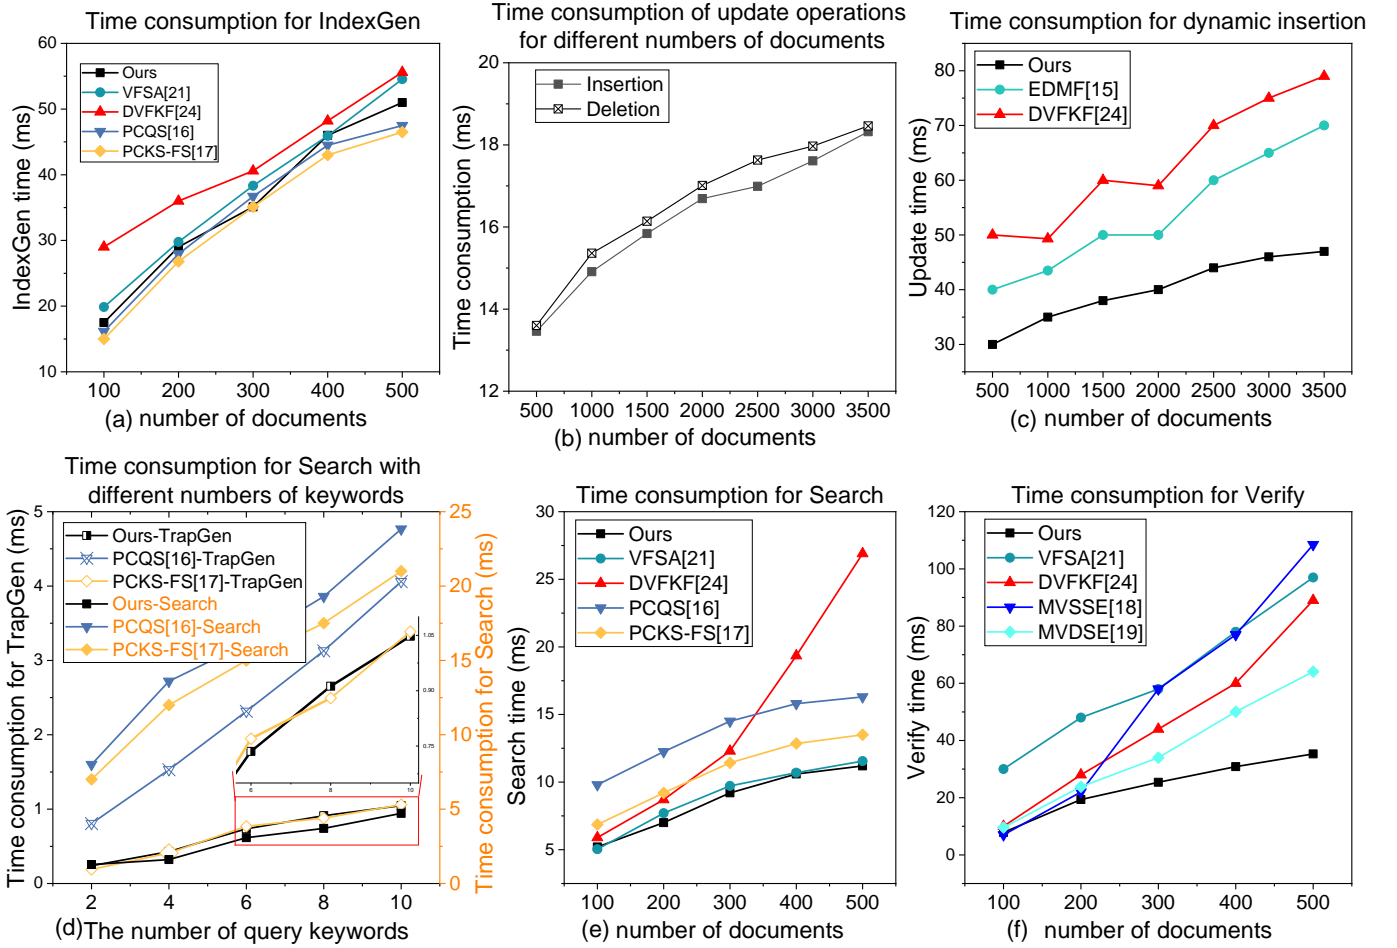 Time consumption for IndexGen
60
50
40
30
20
10
IndexGen time (ms)
Ours
VFSA[21]
DVFKF[24]
PCQS[16]
PCKS-FS[17]
100 200 300 400 500
(a) number of documents
Time consumption of update operations
for different numbers of documents
20
18
16
14
12
Time consumption (ms)
Insertion
Deletion
500 1000 1500 2000 2500 3000 3500
(b) number of documents
Time consumption for dynamic insertion
80
70
60
50
40
30
Update time (ms)
Ours
EDMF[15]
DVFKF[24]
500 1000 1500 2000 2500 3000 3500
(c) number of documents
Time consumption for Search with
different numbers of keywords
5
4
3
2
1
0
Time consumption for TrapGen (ms)
Ours-TrapGen
PCQS[16]-TrapGen
PCKS-FS[17]-TrapGen
Ours-Search
PCQS[16]-Search
PCKS-FS[17]-Search
1.05
0.90
0.75
6 8 10
25
20
15
10
5
0
Time consumption for Search (ms)
2 4 6 8 10
(d) The number of query keywords
Time consumption for Search
30
25
20
15
10
5
Search time (ms)
Ours
VFSA[21]
DVFKF[24]
PCQS[16]
PCKS-FS[17]
100 200 300 400 500
(e) number of documents
Time consumption for Verify
120
100
80
60
40
20
0
Verify time (ms)
Ours
VFSA[21]
DVFKF[24]
MVSSE[18]
MVDSE[19]
100 200 300 400 500
(f) number of documents